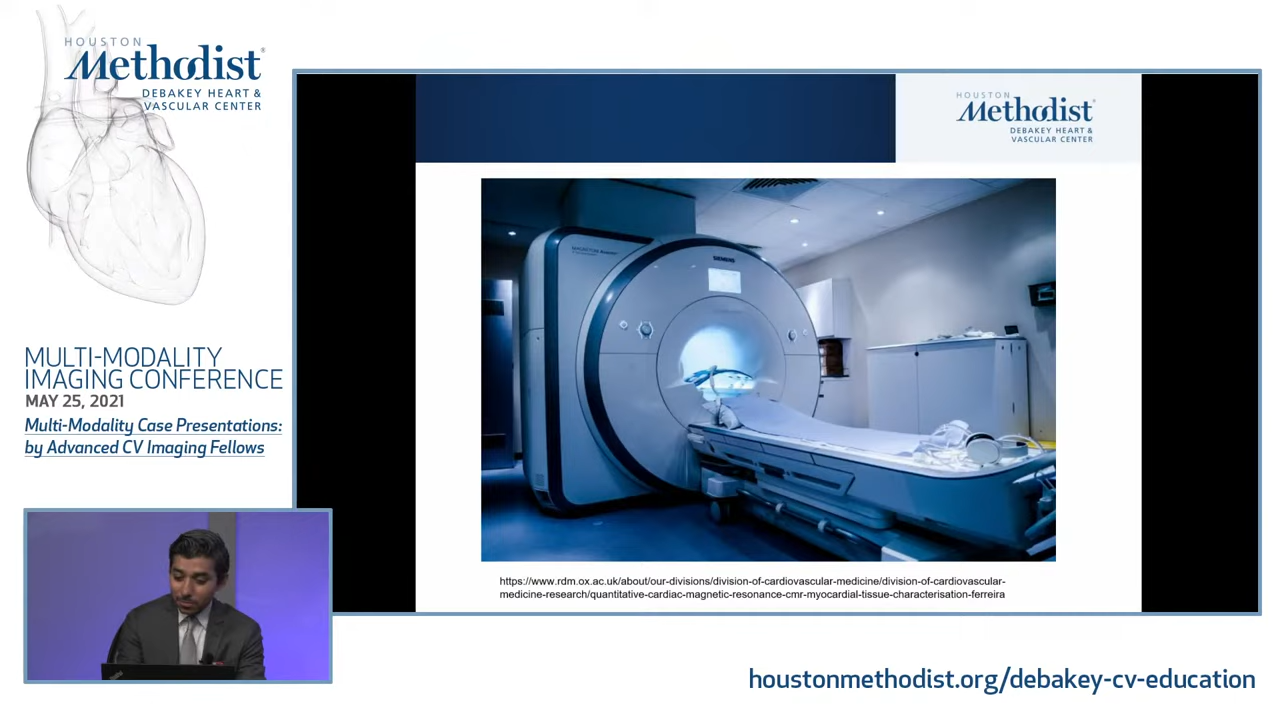 HOUSTON
Methodist®
DEBAKEY HEART &
VASCULAR CENTER
MULTI-MODALITY
IMAGING CONFERENCE
MAY 25, 2021
Multi-Modality Case Presentations:
by Advanced CV Imaging Fellows
HOUSTON
Methodist®
DEBAKEY HEART &
VASCULAR CENTER
SIEMENS
https://www.rdm.ox.ac.uk/about/our-divisions/division-of-cardiovascular-medicine/division-of-cardiovascular-
medicine-research/quantitative-cardiac-magnetic-resonance-cmr-myocardial-tissue-characterisation-ferreira
houstonmethodist.org/debakey-cv-education